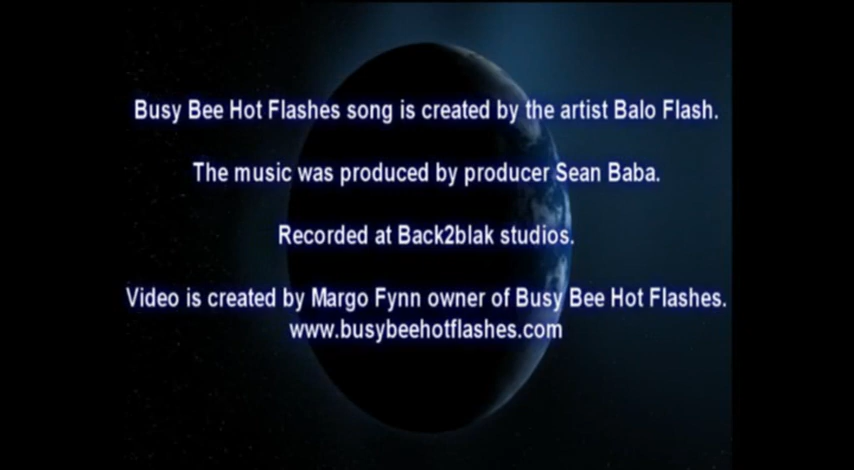 Busy Bee Hot Flashes song is created by the artist Balo Flash.
The music was produced by producer Sean Baba.
Recorded at Back2blak studios.
Video is created by Margo Fynn owner of Busy Bee Hot Flashes.
www.busybeehotflashes.com